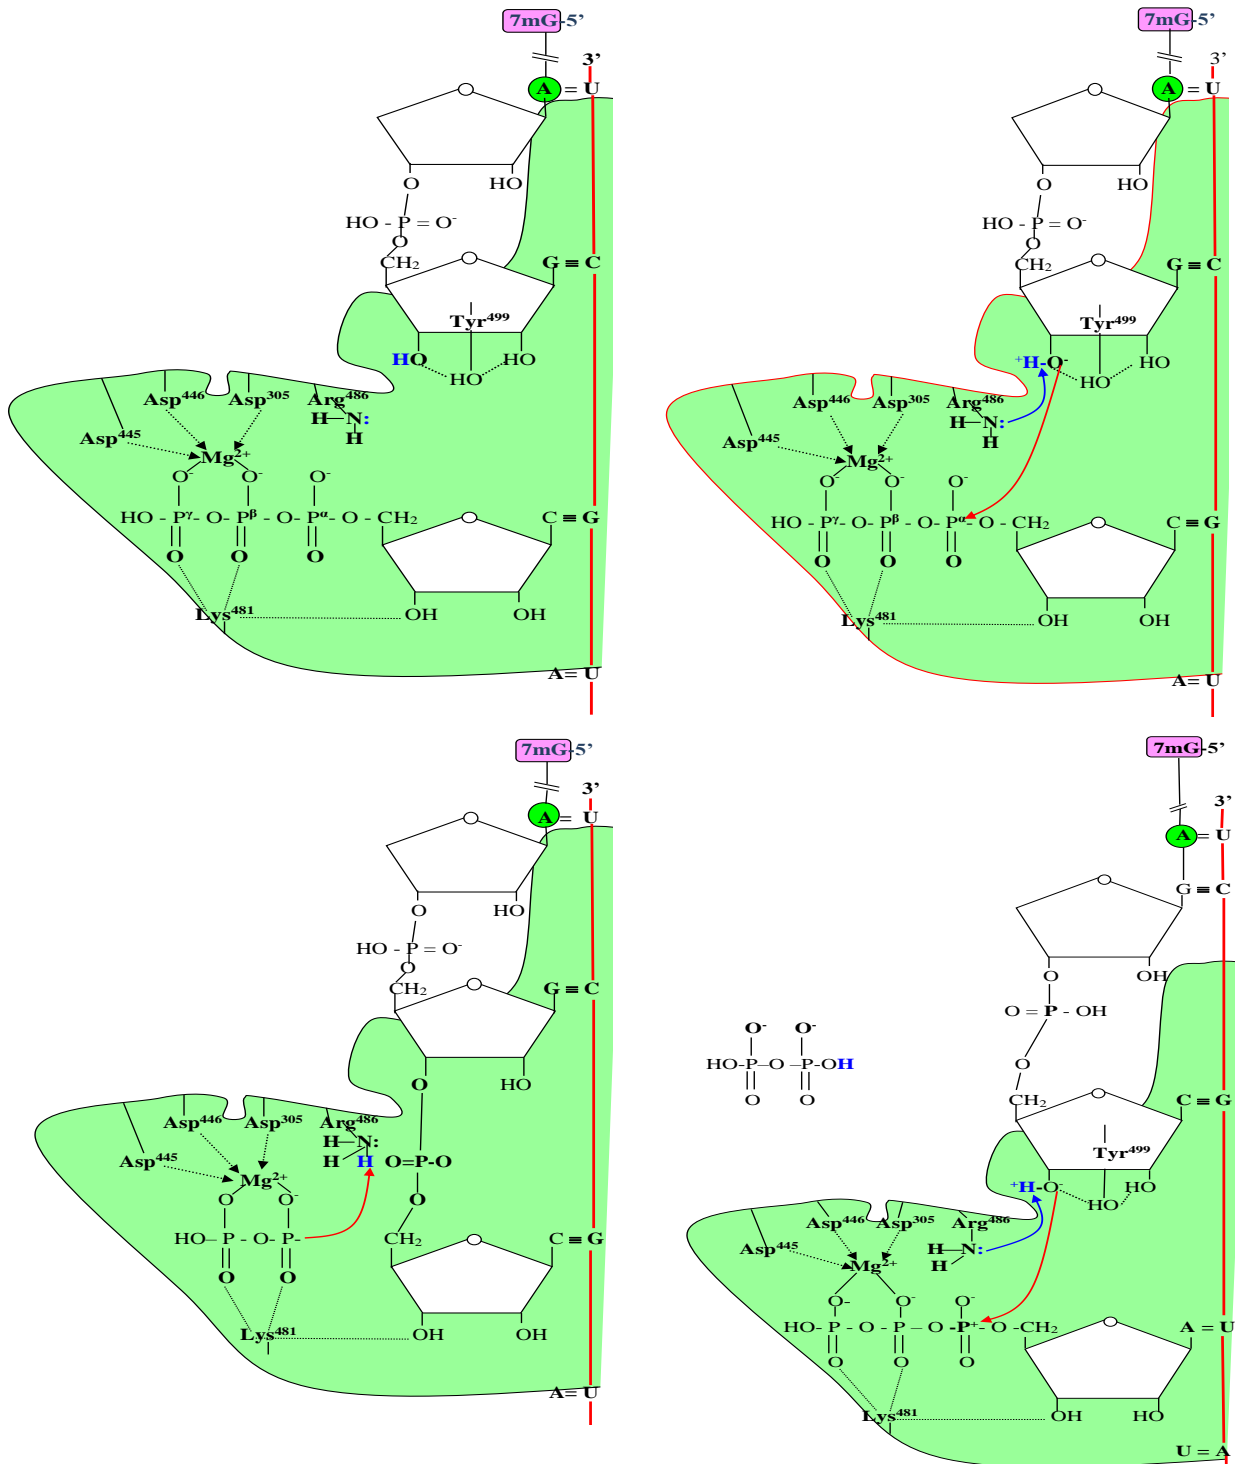 7mG-5’
3’
A = U
O
HO
HO - P = O-
O
CH₂
G ≡ C
Tyr⁴⁹⁹
HO
HO
HO
Asp⁴⁴⁶
Asp³⁰⁵
Arg⁴⁸⁶
H–N:
H
Asp⁴⁴⁵
Mg²⁺
O-
O-
O-
HO - Pᵞ - O - Pᵝ - O - Pᵅ - O - CH₂
C ≡ G
O
O
O
Lys⁴⁸¹
OH
OH
A= U
7mG-5’
3’
A = U
O
HO
HO - P = O-
O
CH₂
G ≡ C
Tyr⁴⁹⁹
⁺H-O-
HO
HO
Asp⁴⁴⁶
Asp³⁰⁵
Arg⁴⁸⁶
H–N:
H
Asp⁴⁴⁵
Mg²⁺
O-
O-
O-
HO - Pᵞ - O - Pᵝ - O - Pᵅ- O - CH₂
C ≡ G
O
O
O
Lys⁴⁸¹
OH
OH
A= U
7mG-5’
3’
A = U
O
HO
HO - P = O-
O
CH₂
G ≡ C
O
HO
Asp⁴⁴⁶
Asp³⁰⁵
Arg⁴⁸⁶
H–N:
H
H
Asp⁴⁴⁵
O=P-O
Mg²⁺
O-
O-
O
HO–P - O - P-
CH₂
C ≡ G
O
O
Lys⁴⁸¹
OH
OH
A= U
7mG-5’
3’
A = U
G ≡ C
O
OH
O = P - OH
O
CH₂
C ≡ G
Tyr⁴⁹⁹
⁺H-O-
HO
HO
O-
O-
HO-P- O –P-OH
O
O
Asp⁴⁴⁶
Asp³⁰⁵
Arg⁴⁸⁶
H–N:
H
Asp⁴⁴⁵
Mg²⁺
O-
O-
O-
HO- P - O - P– O -P⁺- O -CH₂
A = U
O
O
O
Lys⁴⁸¹
OH
HO
U = A